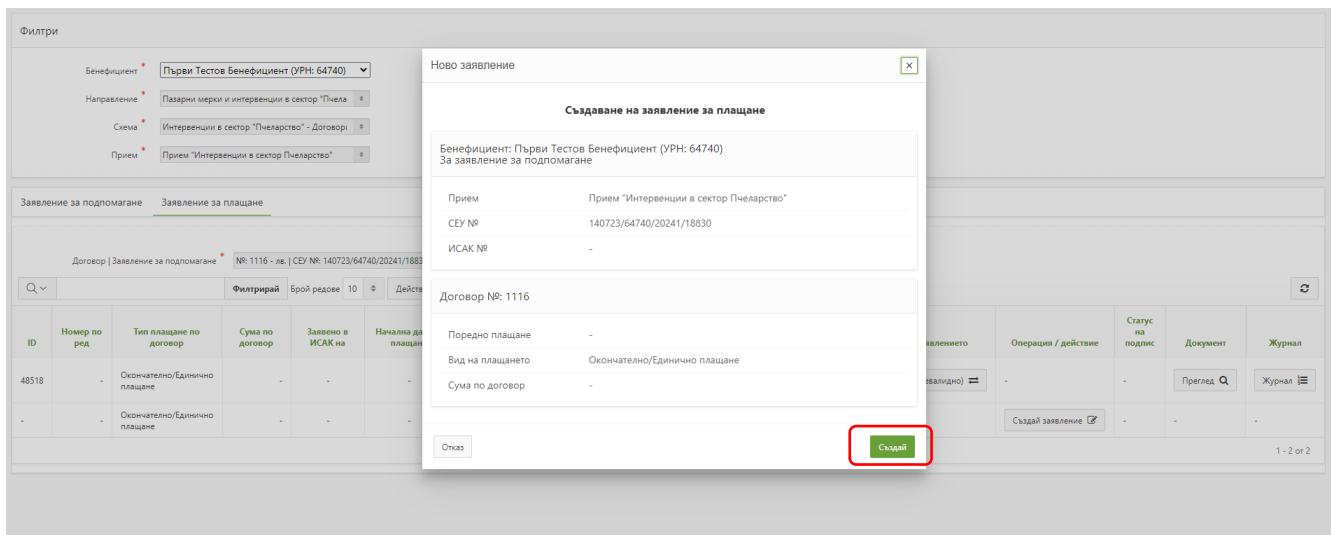 Филтри
Бенефициент * Първи Тестов Бенефициент (УРН: 64740)
Направление * Пазарни мерки и интервенции в сектор "Пчела
Схема * Интервенции в сектор "Пчеларство" - Договори
Прием * Прием "Интервенции в сектор Пчеларство"
Заявление за подпомагане Заявление за плащане
Договор | Заявление за подпомагане * №: 1116 - лв. | СЕУ №: 140723/64740/20241/1883
Филтрирай Брой редове 10 Действ
ID
Номер по ред
Тип плащане по договор
Сума по договор
Заявено в ИСАК на
Начална да
плащан
явлението
Операция / действие
Статус на подпис
Документ
Журнал
48518 - Окончателно/Единично плащане - - - евалидно) - - Преглед Журнал
- - Окончателно/Единично плащане - - - Създай заявление - - -
1 - 2 от 2
Ново заявление
Създаване на заявление за плащане
Бенефициент: Първи Тестов Бенефициент (УРН: 64740)
За заявление за подпомагане
Прием Прием "Интервенции в сектор Пчеларство"
СЕУ № 140723/64740/20241/18830
ИСАК № -
Договор №: 1116
Поредно плащане -
Вид на плащането Окончателно/Единично плащане
Сума по договор -
Отказ Създай